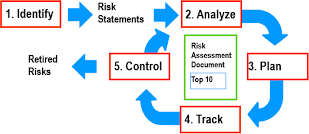 1. Identify
Risk
Statements
2. Analyze
Risk
Assessment
Document
Top 10
3. Plan
4. Track
5. Control
Retired
Risks